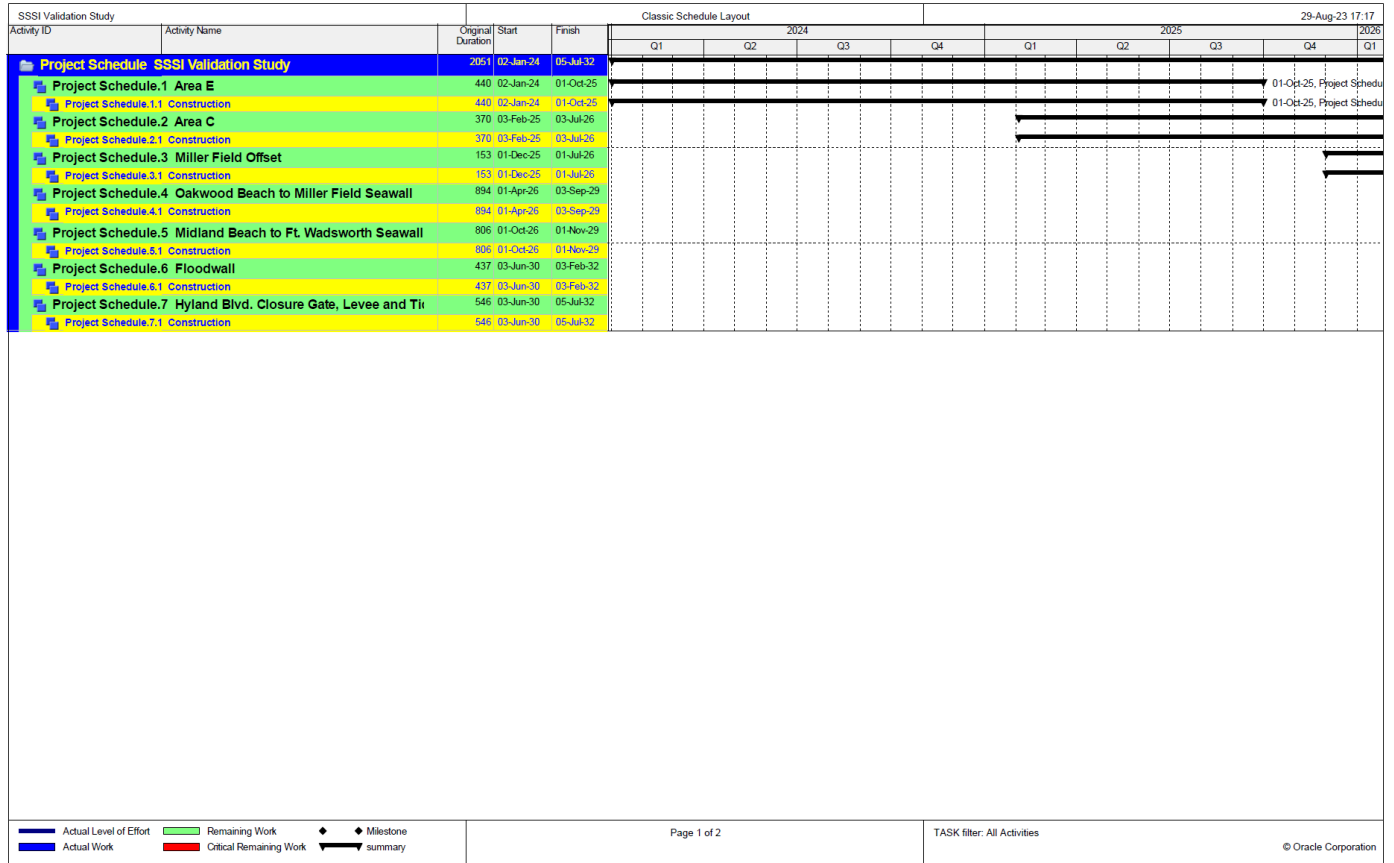 SSSI Validation Study Classic Schedule Layout 29-Aug-23 17:17
Activity ID Activity Name Original Duration Start Finish 2024 2025 2026
Q1 Q2 Q3 Q4 Q1 Q2 Q3 Q4 Q1
Project Schedule SSSI Validation Study 2051 02-Jan-24 05-Jul-32
Project Schedule.1 Area E 440 02-Jan-24 01-Oct-25 01-Oct-25, Project Schedu
Project Schedule.1.1 Construction 440 02-Jan-24 01-Oct-25 01-Oct-25, Project Schedu
Project Schedule.2 Area C 370 03-Feb-25 03-Jul-26
Project Schedule.2.1 Construction 370 03-Feb-25 03-Jul-26
Project Schedule.3 Miller Field Offset 153 01-Dec-25 01-Jul-26
Project Schedule.3.1 Construction 153 01-Dec-25 01-Jul-26
Project Schedule.4 Oakwood Beach to Miller Field Seawall 894 01-Apr-26 03-Sep-29
Project Schedule.4.1 Construction 894 01-Apr-26 03-Sep-29
Project Schedule.5 Midland Beach to Ft. Wadsworth Seawall 806 01-Oct-26 01-Nov-29
Project Schedule.5.1 Construction 806 01-Oct-26 01-Nov-29
Project Schedule.6 Floodwall 437 03-Jun-30 03-Feb-32
Project Schedule.6.1 Construction 437 03-Jun-30 03-Feb-32
Project Schedule.7 Hyland Blvd. Closure Gate, Levee and Ti 546 03-Jun-30 05-Jul-32
Project Schedule.7.1 Construction 546 03-Jun-30 05-Jul-32
Actual Level of Effort Remaining Work Milestone Page 1 of 2 TASK filter: All Activities
Actual Work Critical Remaining Work summary
© Oracle Corporation